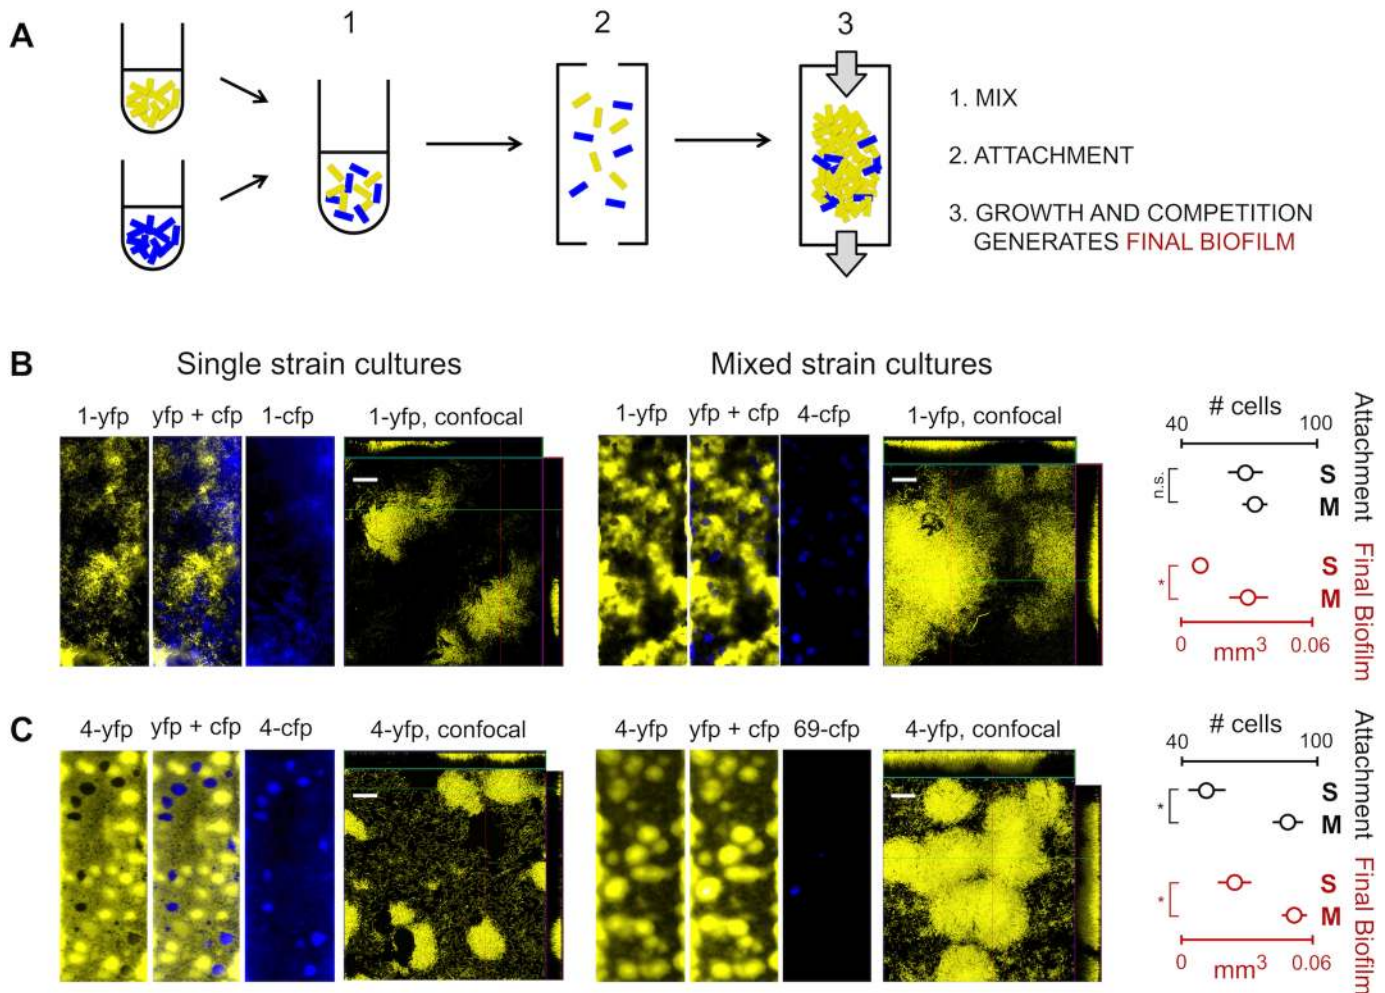 A
1
2
3
1. MIX
2. ATTACHMENT
3. GROWTH AND COMPETITION
GENERATES FINAL BIOFILM
B
Single strain cultures
Mixed strain cultures
1-yfp
yfp + cfp
1-cfp
1-yfp, confocal
1-yfp
yfp + cfp
4-cfp
1-yfp, confocal
# cells
40
100
n.s.
S
M
Attachment
*
S
M
Final Biofilm
0
mm3
0.06
C
4-yfp
yfp + cfp
4-cfp
4-yfp, confocal
4-yfp
yfp + cfp
69-cfp
4-yfp, confocal
# cells
40
100
*
S
M
Attachment
*
S
M
Final Biofilm
0
mm3
0.06